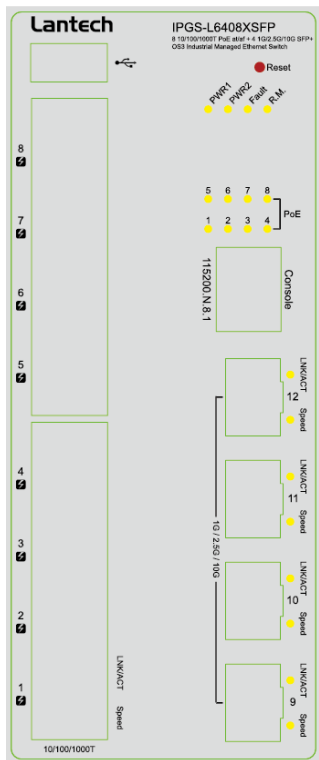 Lantech
IPGS-L6408XSFP
8 10/100/1000T PoE at/af + 4 1G/2.5G/10G SFP+
OS3 Industrial Managed Ethernet Switch
Reset
PWR1 PWR2 Fault R.M.
5 6 7 8
1 2 3 4
PoE
115200.N.8.1
Console
8
7
6
5
4
3
2
1
LNK/ACT
Speed
10/100/1000T
1G / 2.5G / 10G
LNK/ACT
12
Speed
LNK/ACT
11
Speed
LNK/ACT
10
Speed
LNK/ACT
9
Speed